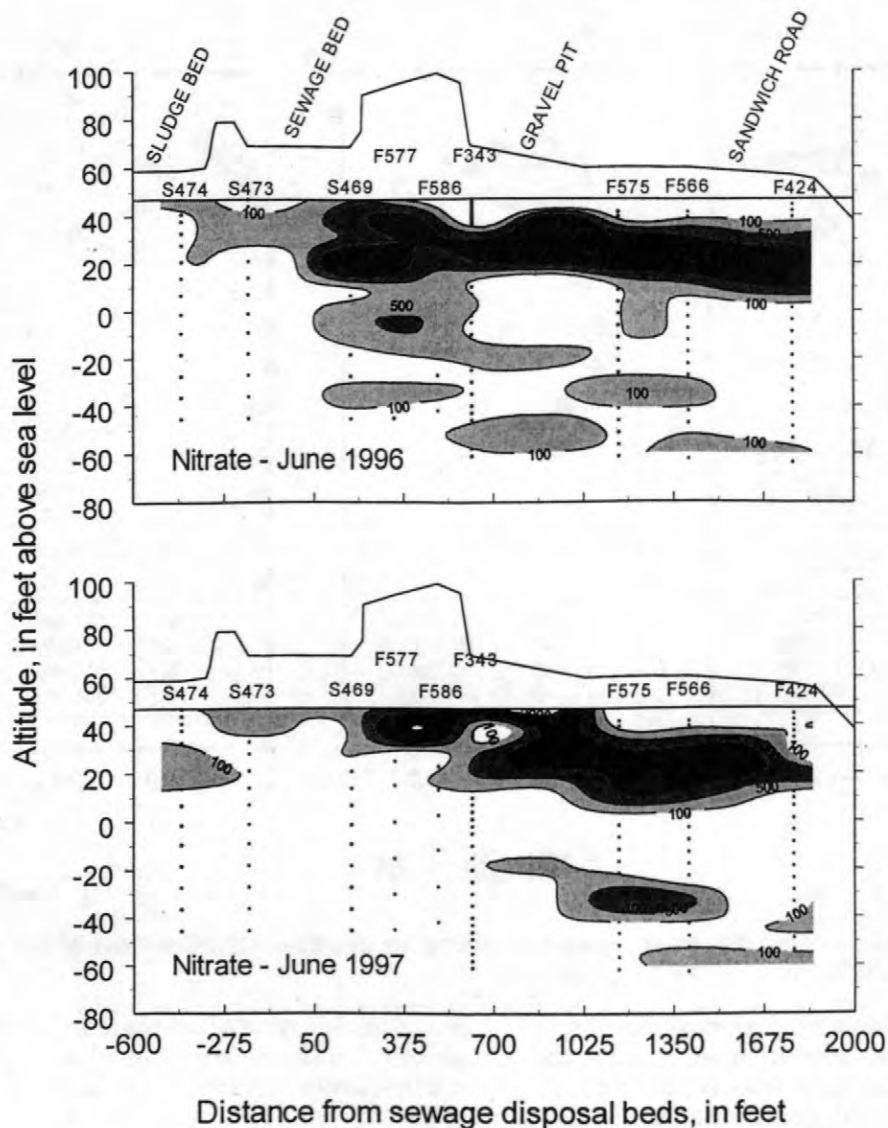 SLUDGE BED
SEWAGE BED
GRAVEL PIT
SANDWICH ROAD
100
80
60
40
20
0
-20
-40
-60
-80
F577
F343
S474
S473
S469
F586
F575
F566
F424
100
100
500
100
500
100
100
100
100
Nitrate - June 1996
Altitude, in feet above sea level
100
80
60
40
20
0
-20
-40
-60
-80
F577
F343
S474
S473
S469
F586
F575
F566
F424
100
100
100
500
100
100
100
Nitrate - June 1997
-600
-275
50
375
700
1025
1350
1675
2000
Distance from sewage disposal beds, in feet